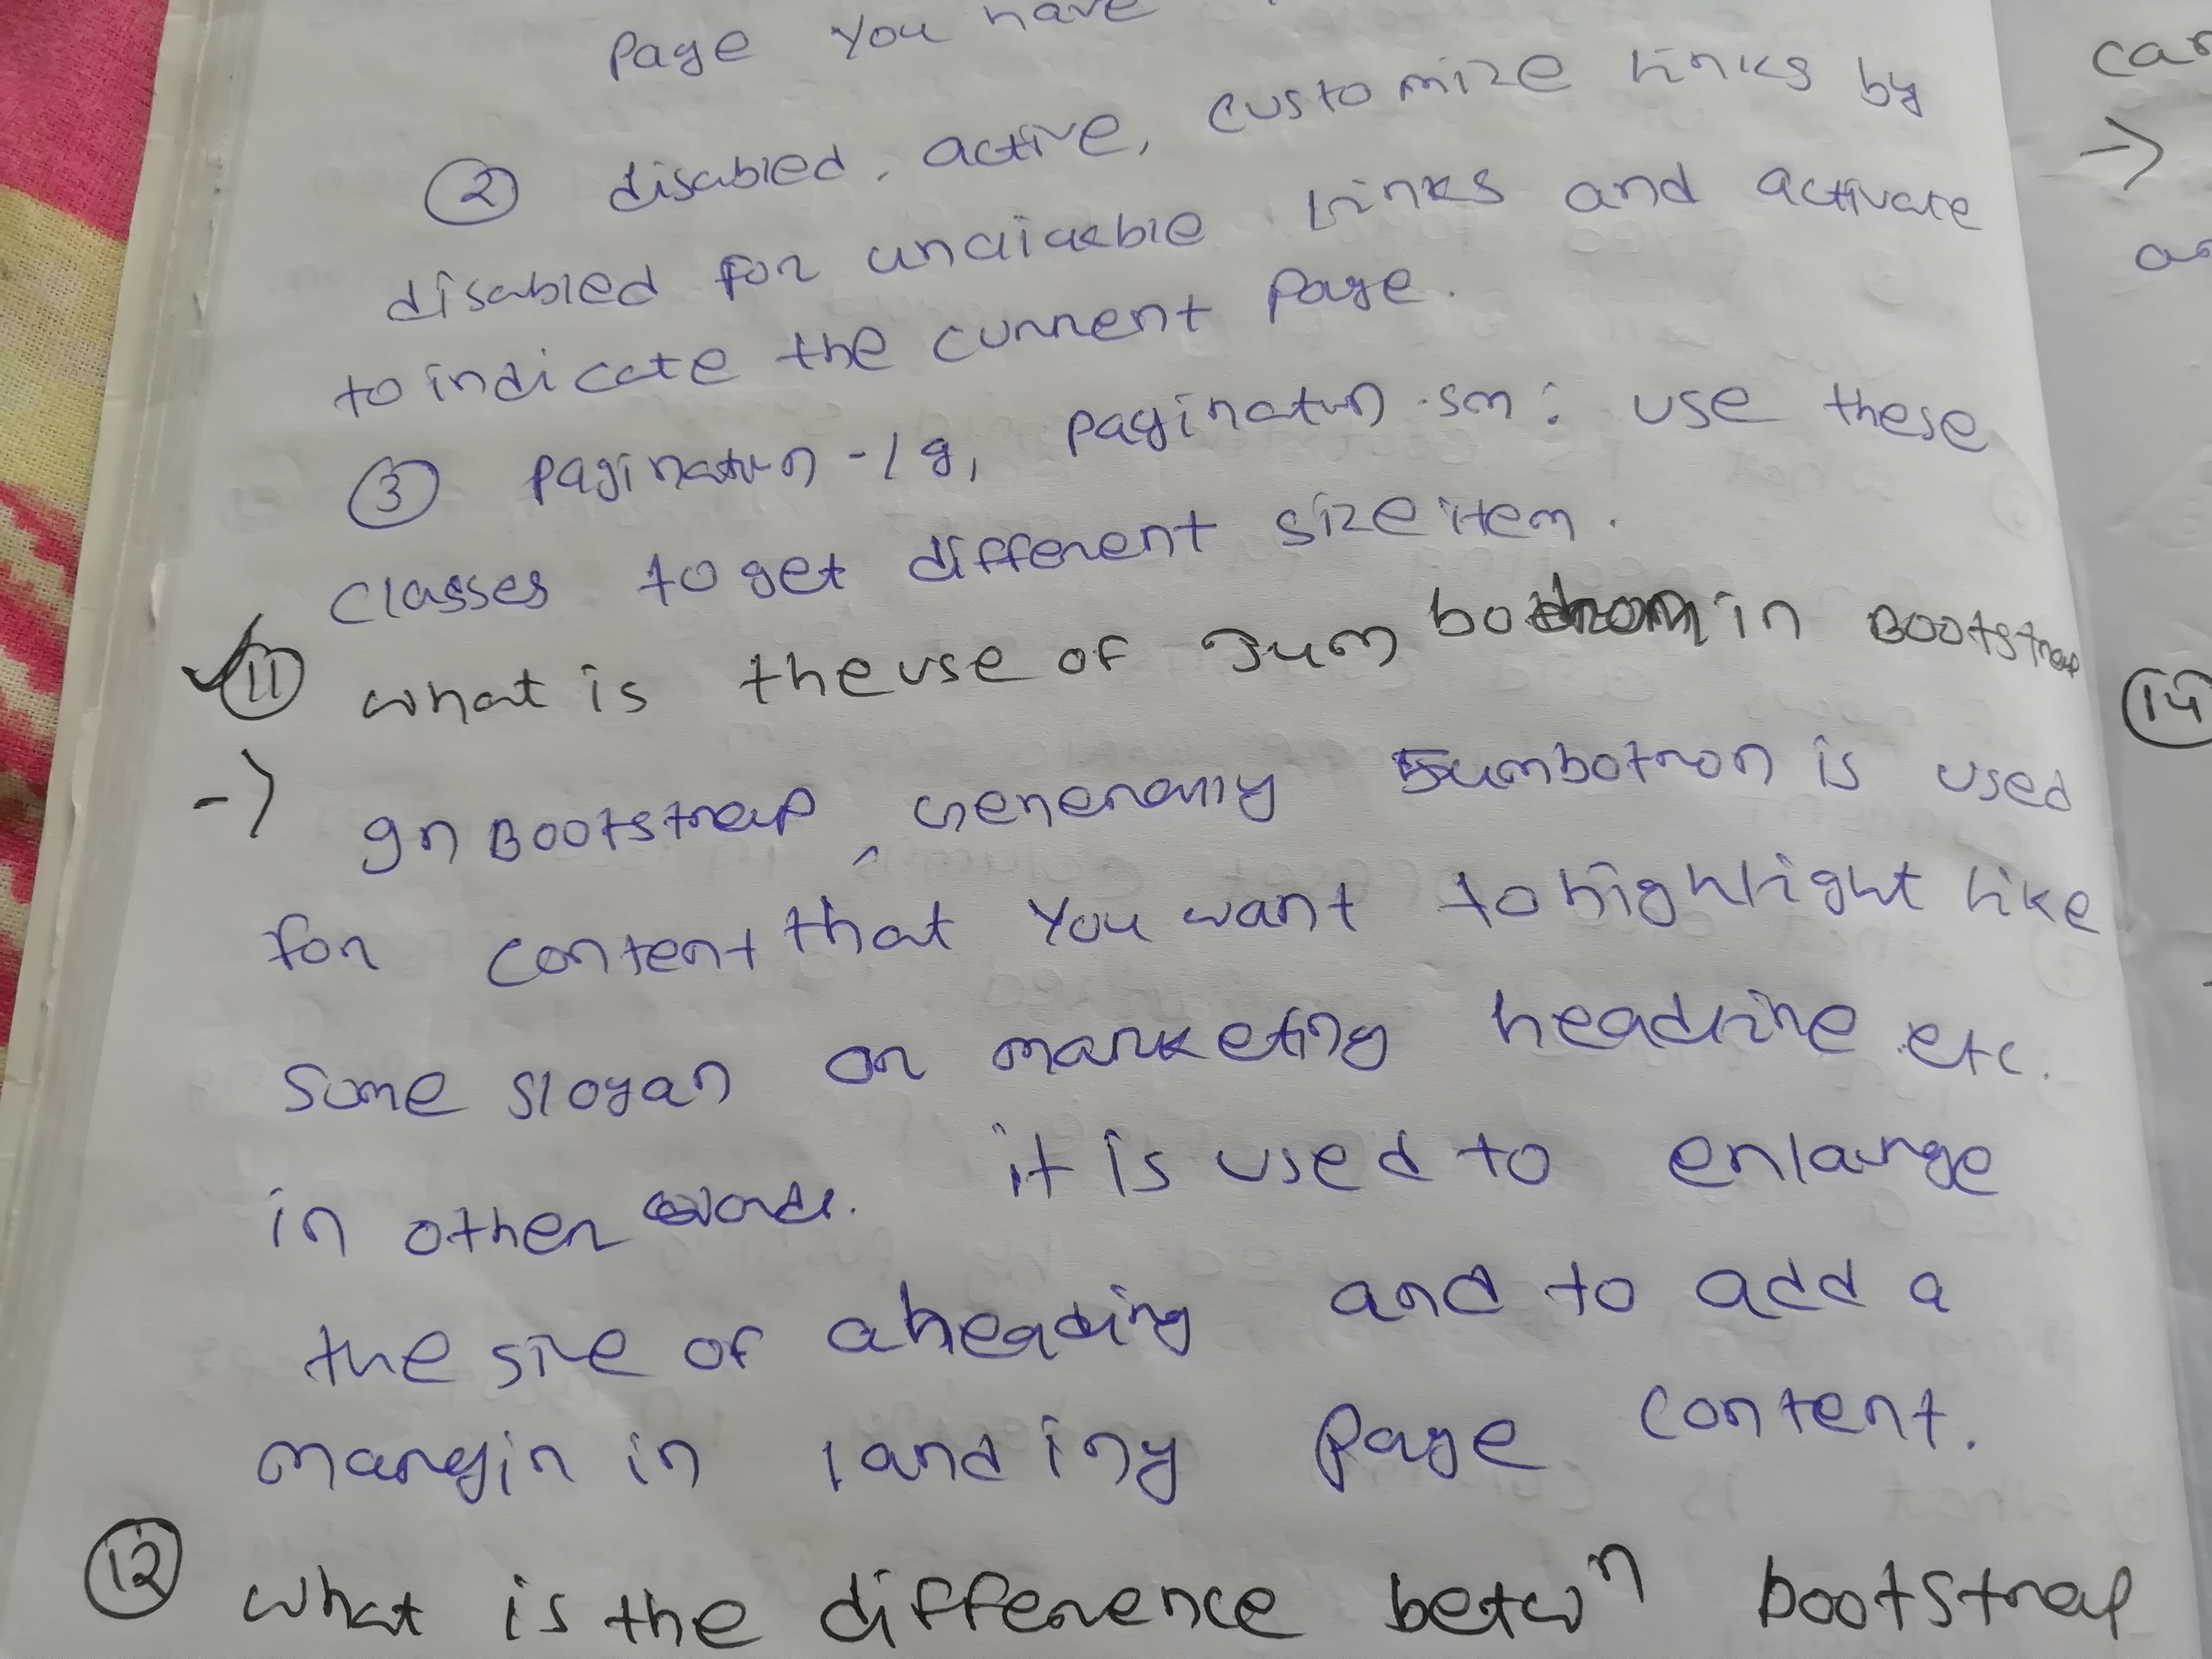 Page you have
② disabled, active, customize links by
disabled for unclickble links and activate
to indicate the current page.
③ pagination-lg, pagination-sm: use these
classes to get different size item.
⑪ what is the use of Jumbothom in Bootstrap
-> In Bootstrap, Generally Jumbotron is used
for content that you want to highlight like
some slogan or marketing headline etc.
in other words. it is used to enlarge
the size of a heading and to add a
margin in landing page content.
⑫ what is the difference betwn bootstrap
car
->
14